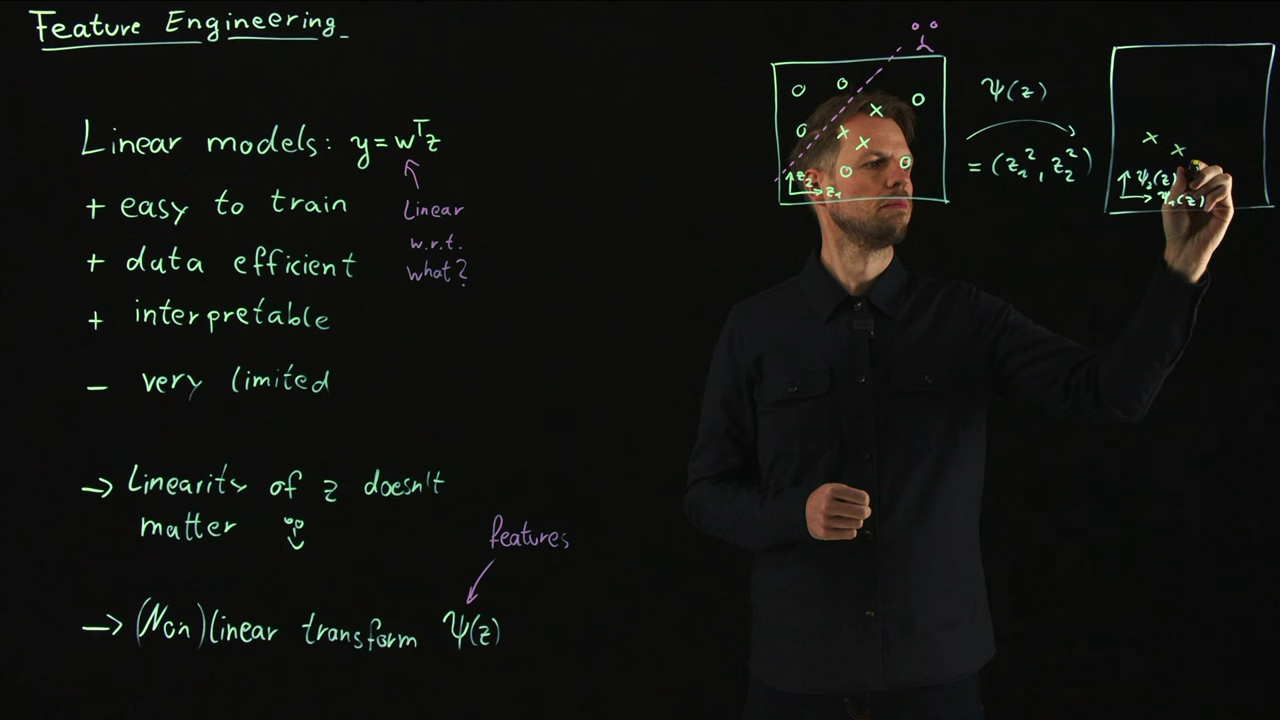 Feature Engineering
Linear models: y = wᵀz
+ easy to train
+ data efficient
+ interpretable
- very limited
Linear
w.r.t.
what?
→ Linearity of z doesn't
matter
→ (Non)linear transform Ψ(z)
features
z₂
z₁
Ψ(z)
= (z₁², z₂²)
Ψ₂(z)
Ψ₁(z)